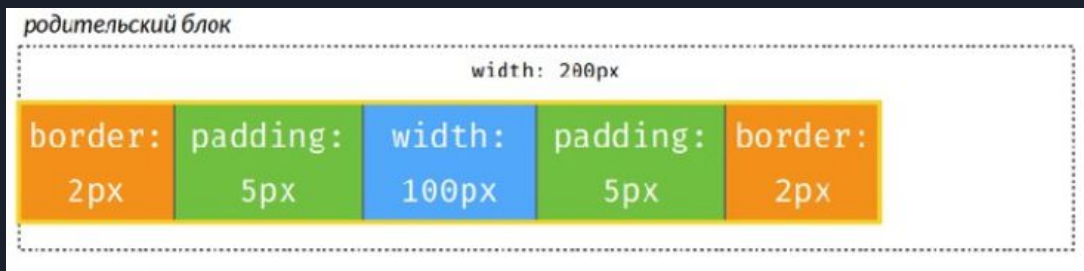 родительский блок
width: 200px
border: padding: width: padding: border:
2px 5px 100px 5px 2px